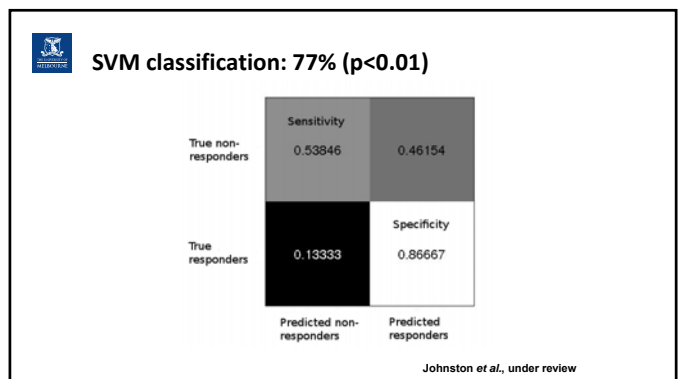 SVM classification: 77% (p<0.01)
True non-
responders
Sensitivity
0.53846
0.46154
True
responders
0.13333
Specificity
0.86667
Predicted non-
responders
Predicted
responders
Johnston et al., under review
MELBOURNE